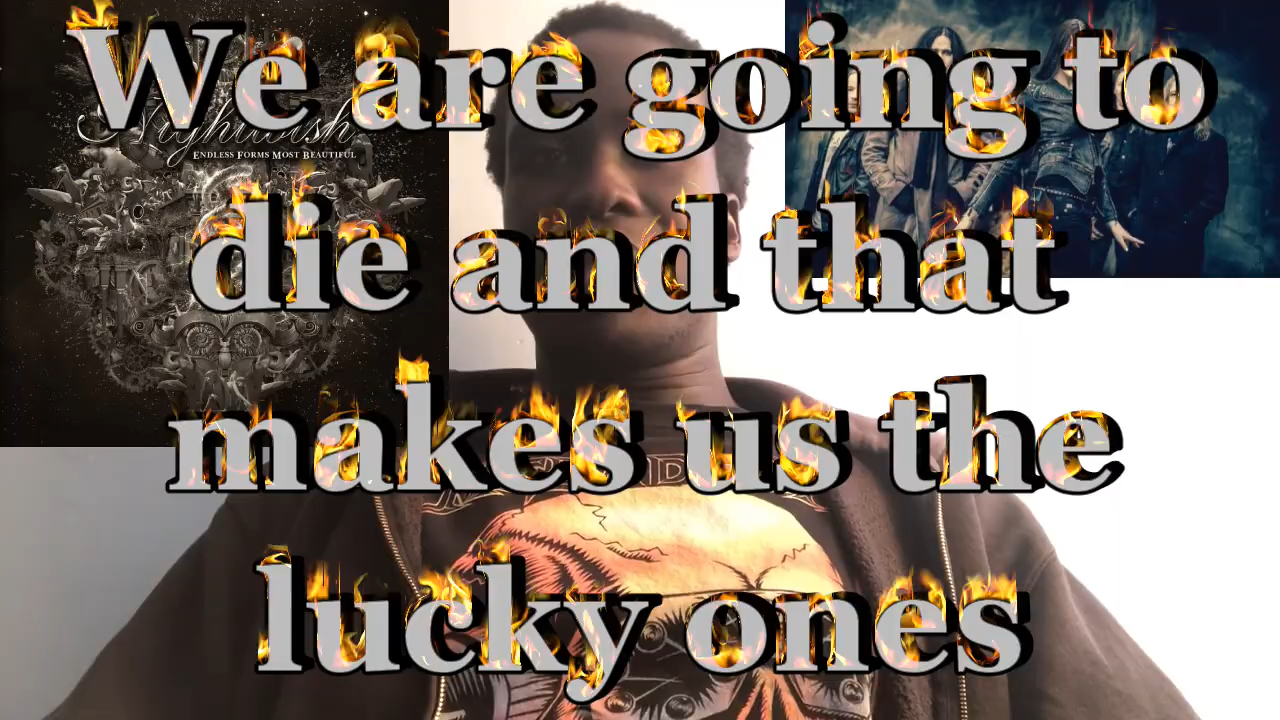 We are going to
Nightwish
ENDLESS FORMS MOST BEAUTIFUL
die and that
makes us the
lucky ones